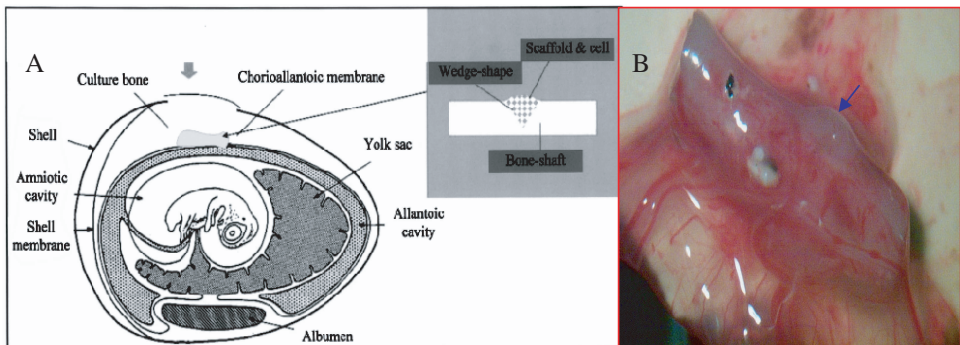 A
Culture bone
Chorioallantoic membrane
Shell
Yolk sac
Amniotic
cavity
Shell
membrane
Allantoic
cavity
Albumen
Scaffold & cell
Wedge-shape
Bone-shaft
B